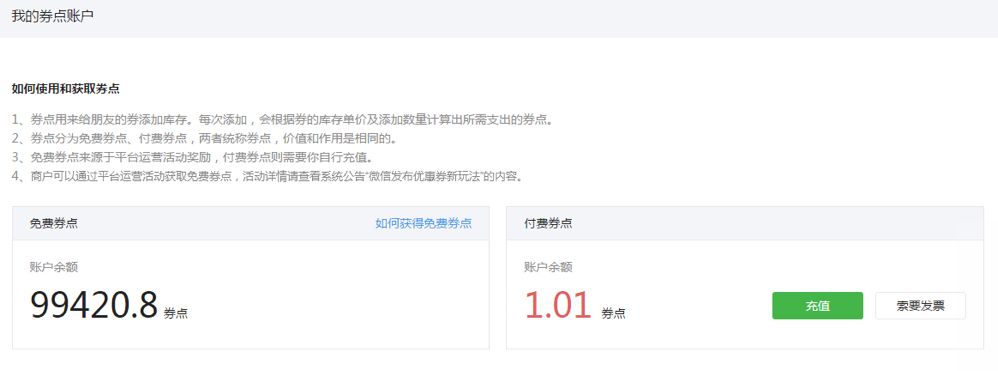 我的券点账户
如何使用和获取券点
1、券点用来给朋友的券添加库存。每次添加，会根据券的库存单价及添加数量计算出所需支出的券点。
2、券点分为免费券点、付费券点，两者统称券点，价值和作用是相同的。
3、免费券点来源于平台运营活动奖励，付费券点则需要你自行充值。
4、商户可以通过平台运营活动获取免费券点，活动详情请查看系统公告“微信发布优惠券新玩法”的内容。
免费券点 如何获得免费券点
账户余额
99420.8 券点
付费券点
账户余额
1.01 券点 充值 索要发票